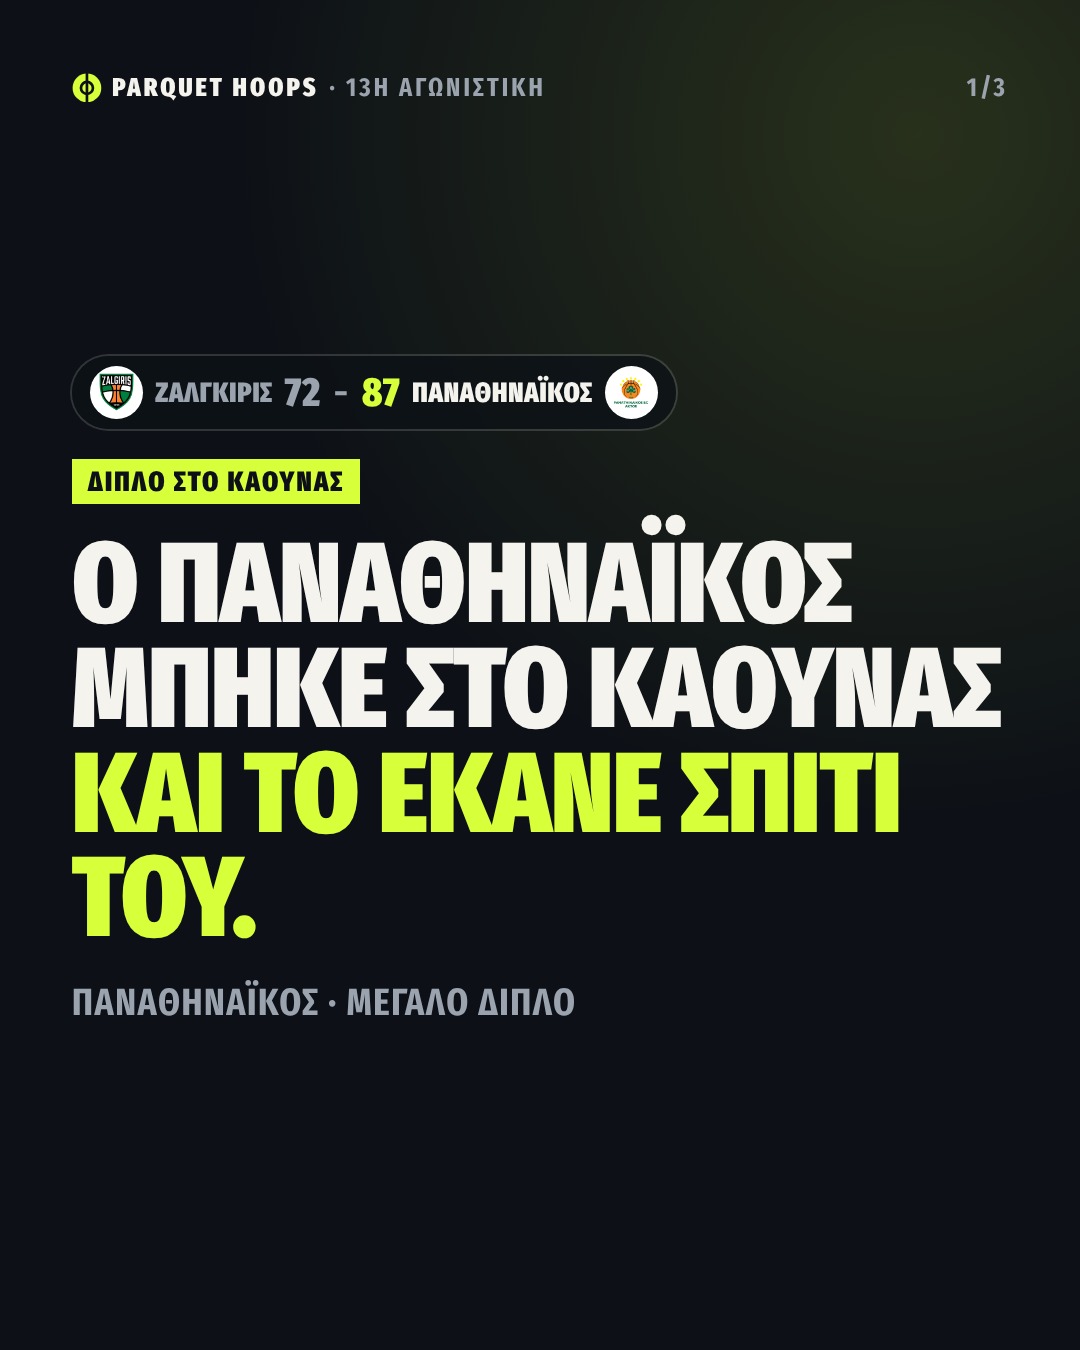 PARQUET HOOPS · 13Η ΑΓΩΝΙΣΤΙΚΗ
1/3
ZALGIRIS
ΖΑΛΓΚΙΡΙΣ 72 - 87 ΠΑΝΑΘΗΝΑΪΚΟΣ
ΔΙΠΛΟ ΣΤΟ ΚΑΟΥΝΑΣ
Ο ΠΑΝΑΘΗΝΑΪΚΟΣ
ΜΠΗΚΕ ΣΤΟ ΚΑΟΥΝΑΣ
ΚΑΙ ΤΟ ΕΚΑΝΕ ΣΠΙΤΙ
ΤΟΥ.
ΠΑΝΑΘΗΝΑΪΚΟΣ · ΜΕΓΑΛΟ ΔΙΠΛΟ